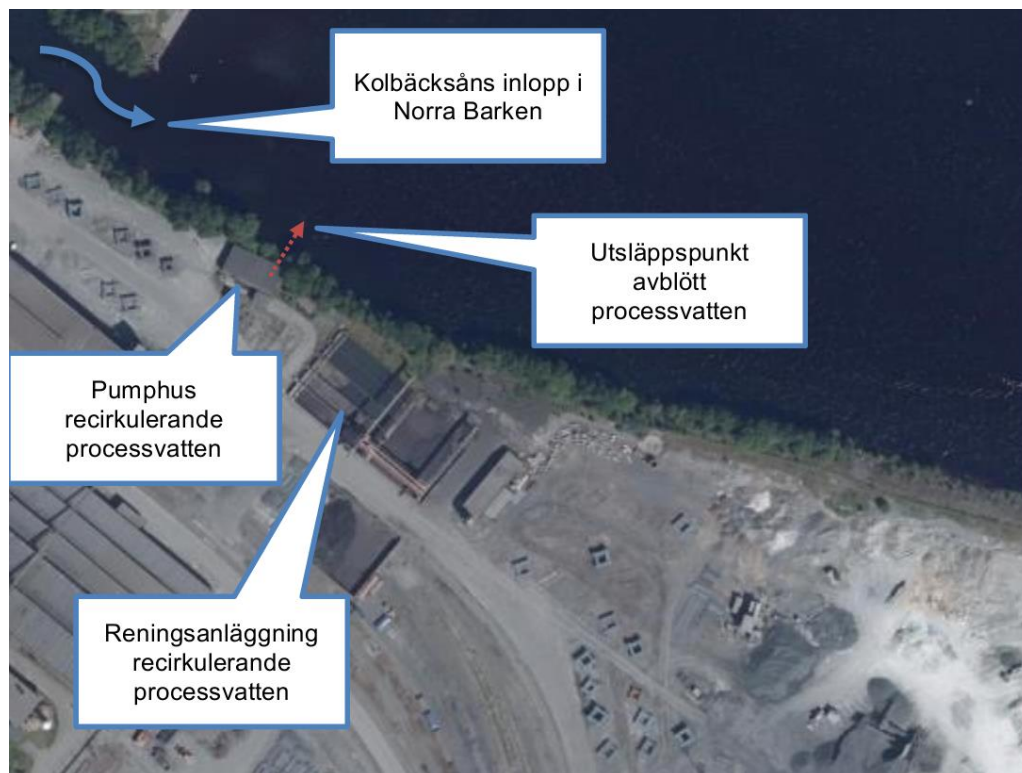 Kolbäcksåns inlopp i
Norra Barken
Utsläppspunkt
avblött
processvatten
Pumphus
recirkulerande
processvatten
Reningsanläggning
recirkulerande
processvatten